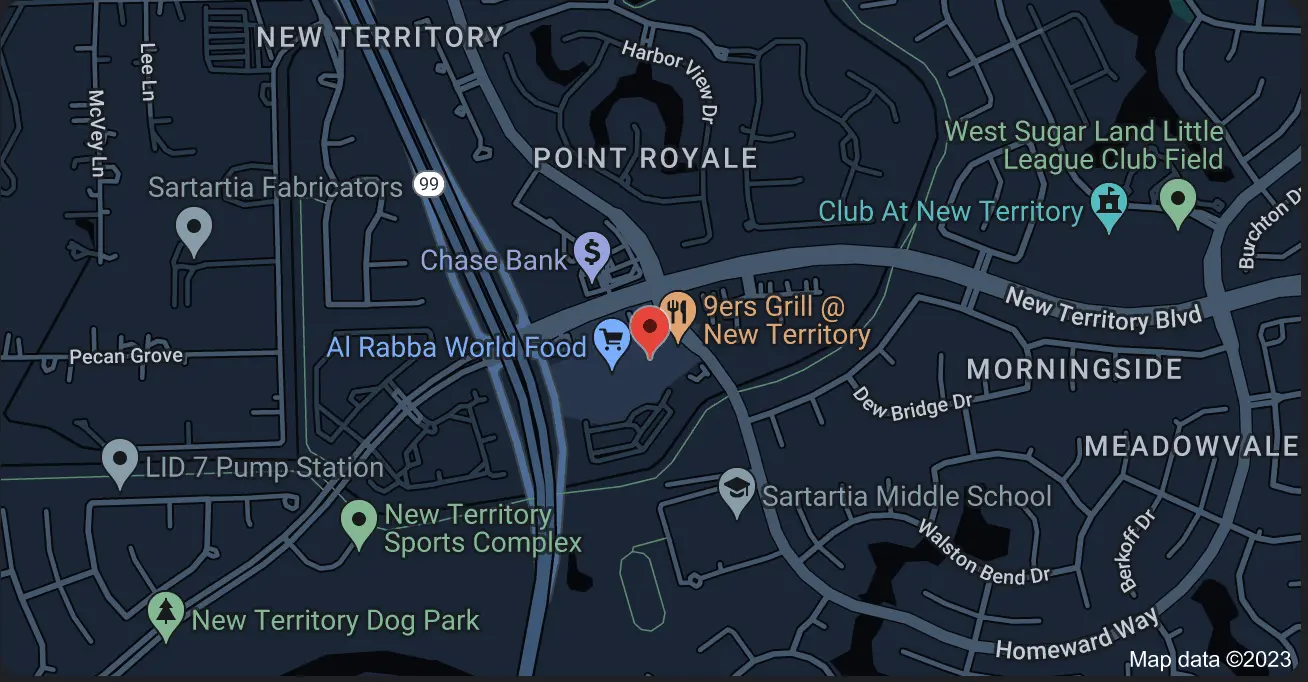 NEW TERRITORY
Harbor View Dr
Lee Ln
McVey Ln
West Sugar Land Little
League Club Field
POINT ROYALE
Sartartia Fabricators
99
Club At New Territory
Burchton Dr
Chase Bank
9ers Grill @
New Territory
New Territory Blvd
Al Rabba World Food
Pecan Grove
MORNINGSIDE
Dew Bridge Dr
MEADOWVALE
LID 7 Pump Station
Sartartia Middle School
New Territory
Sports Complex
Walston Bend Dr
Berkoff Dr
New Territory Dog Park
Homeward Way
Map data ©2023